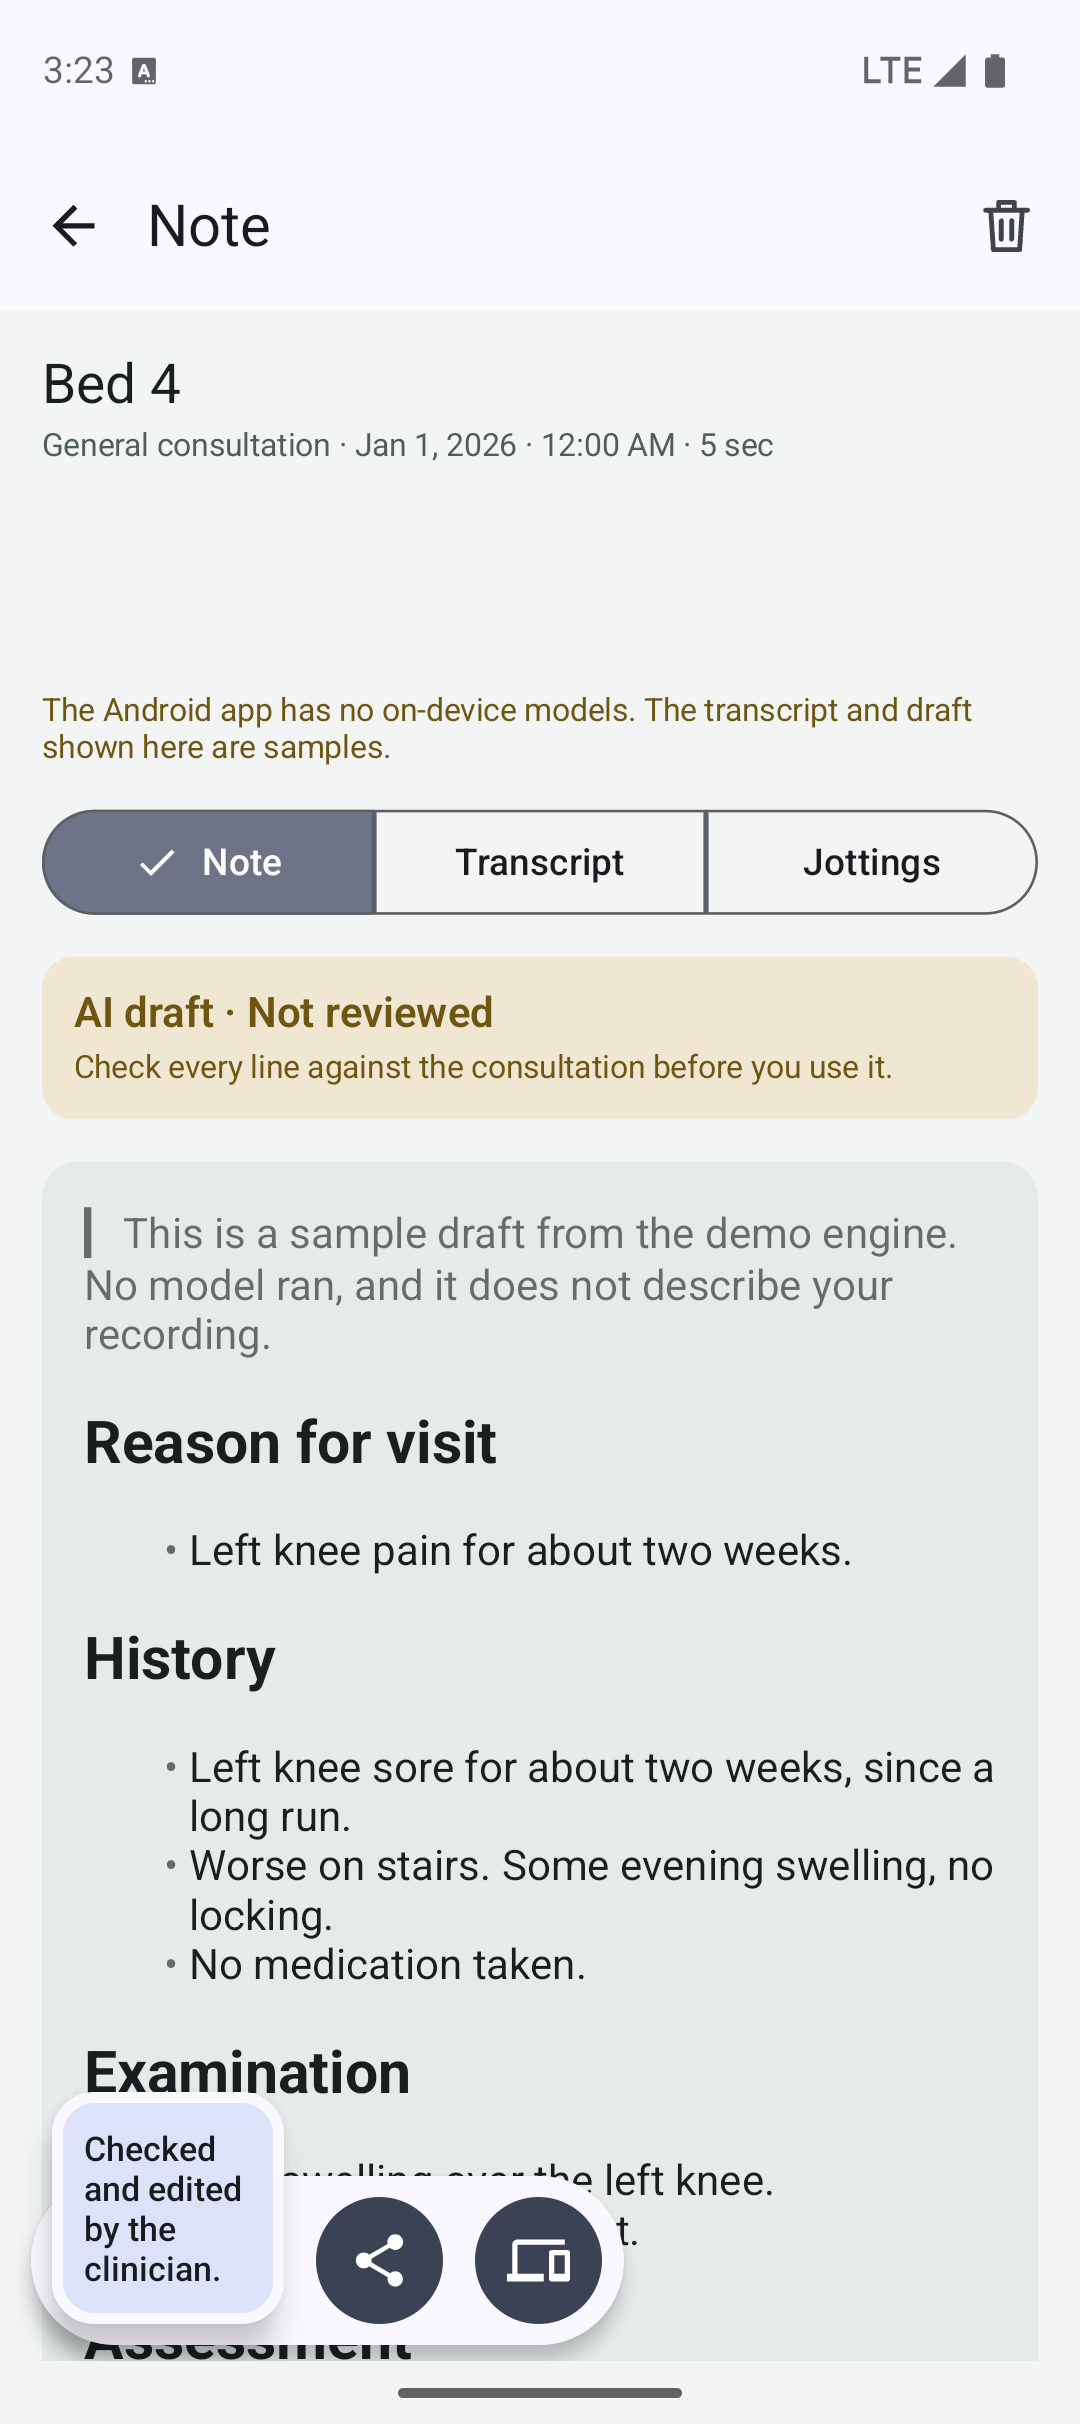 3:23
LTE
Note
Bed 4
General consultation · Jan 1, 2026 · 12:00 AM · 5 sec
The Android app has no on-device models. The transcript and draft
shown here are samples.
Note
Transcript
Jottings
AI draft · Not reviewed
Check every line against the consultation before you use it.
This is a sample draft from the demo engine.
No model ran, and it does not describe your
recording.
Reason for visit
• Left knee pain for about two weeks.
History
• Left knee sore for about two weeks, since a
long run.
• Worse on stairs. Some evening swelling, no
locking.
• No medication taken.
Examination
swelling over the left knee.
Checked
and edited
by the
clinician.
Assessment